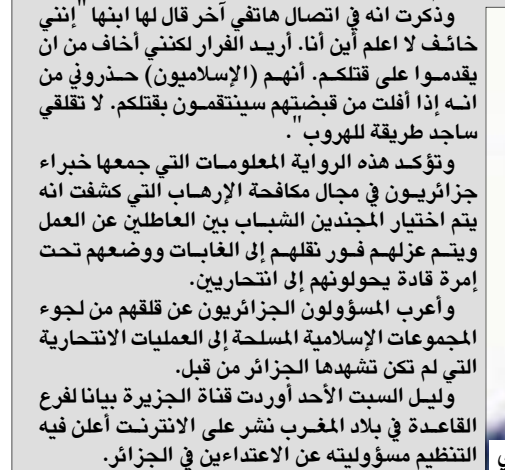 وذكرت انه في اتصال هاتفي آخر قال لها ابنها "إنني
خائف لا اعلم أين أنا. أريد الفرار لكنني أخاف من ان
يقدموا على قتلكم. أنهم (الإسلاميون) حذروني من
انه إذا أفلت من قبضتهم سينتقمون بقتلكم. لا تقلقي
ساجد طريقة للهروب".
وتؤكد هذه الرواية المعلومات التي جمعها خبراء
جزائريون في مجال مكافحة الإرهاب التي كشفت انه
يتم اختيار المجندين الشباب بين العاطلين عن العمل
ويتم عزلهم فور نقلهم إلى الغابات ووضعهم تحت
إمرة قادة يحولونهم إلى انتحاريين.
وأعرب المسؤولون الجزائريون عن قلقهم من لجوء
المجموعات الإسلامية المسلحة إلى العمليات الانتحارية
التي لم تكن تشهدها الجزائر من قبل.
وليل السبت الأحد أوردت قناة الجزيرة بيانا لفرع
القاعدة في بلاد المغرب نشر على الانترنت أعلن فيه
التنظيم مسؤوليته عن الاعتداءين في الجزائر.